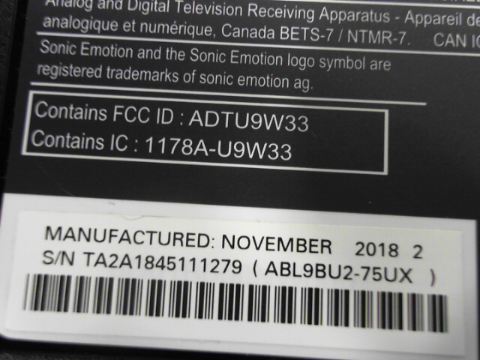 Analog and Digital Television Receiving Apparatus - Appareil de
analogique et numérique, Canada BETS-7 / NTMR-7. CAN IC
Sonic Emotion and the Sonic Emotion logo symbol are
registered trademarks of sonic emotion ag.
Contains FCC ID : ADTU9W33
Contains IC : 1178A-U9W33
MANUFACTURED: NOVEMBER 2018 2
S/N TA2A1845111279 ( ABL9BU2-75UX )